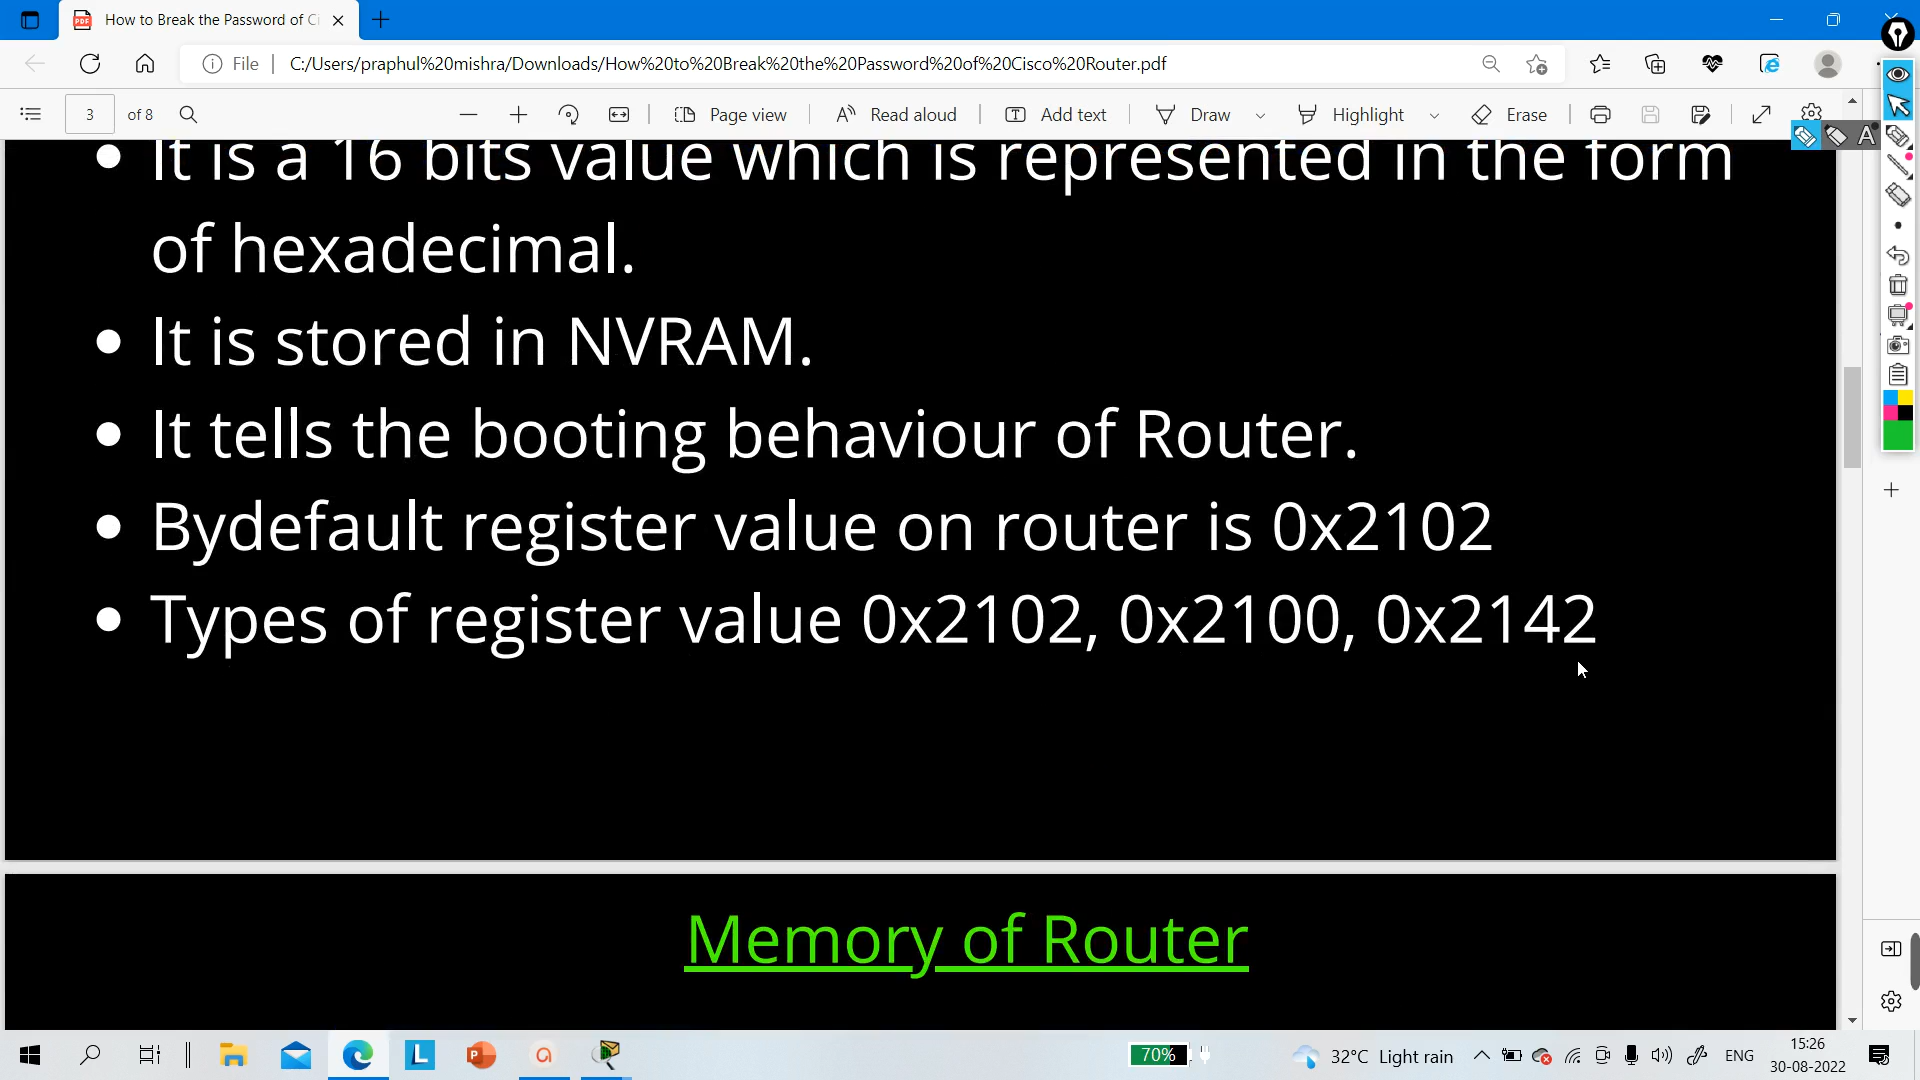 How to Break the Password of Ci
File
C:/Users/praphul%20mishra/Downloads/How%20to%20Break%20the%20Password%20of%20Cisco%20Router.pdf
3 of 8
Page view
Read aloud
Add text
Draw
Highlight
Erase
A
It is a 16 bits value which is represented in the form
of hexadecimal.
It is stored in NVRAM.
It tells the booting behaviour of Router.
Bydefault register value on router is 0x2102
Types of register value 0x2102, 0x2100, 0x2142
Memory of Router
70%
32°C Light rain
ENG
15:26
30-08-2022